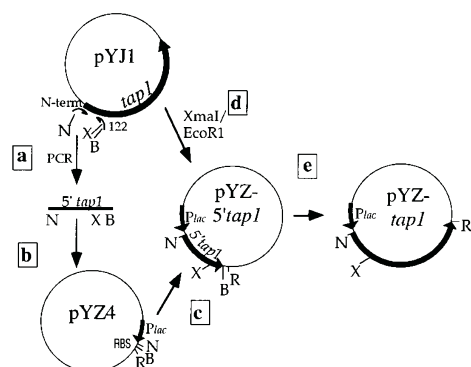 pYJ1
tap1
N-term
122
N
X
B
a
PCR
d
XmaI/
EcoR1
5' tap1
N X B
b
pYZ4
Plac
RBS
N
B
R
c
pYZ-
5'tap1
Plac
N
5'tap1
X
B
R
e
pYZ-
tap1
Plac
N
X
R